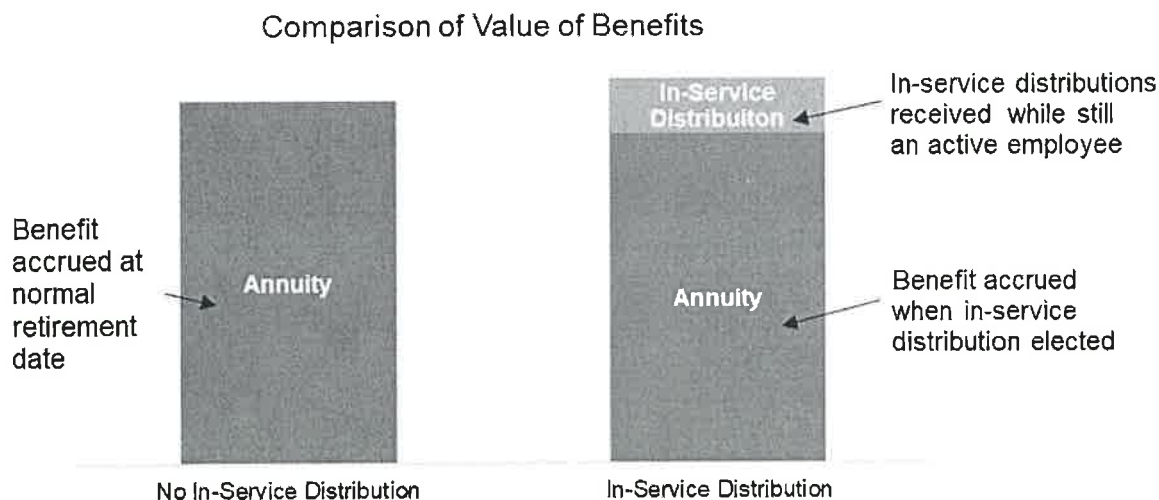 Comparison of Value of Benefits
Benefit
accrued at
normal
retirement
date
Annuity
No In-Service Distribution
In-Service
Distribuiton
Annuity
In-Service Distribution
In-service distributions
received while still
an active employee
Benefit accrued
when in-service
distribution elected